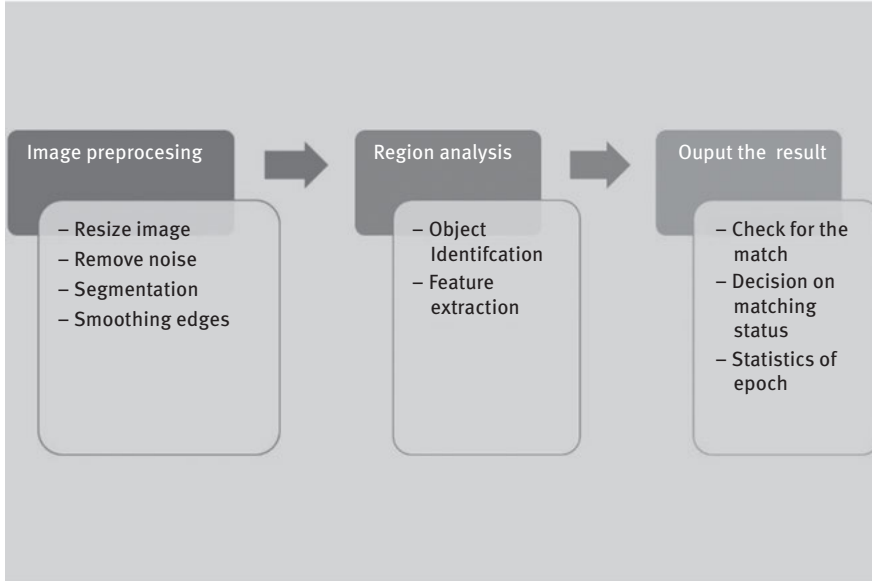 Image preprocesing
– Resize image
– Remove noise
– Segmentation
– Smoothing edges
Region analysis
– Object
Identifcation
– Feature
extraction
Ouput the result
– Check for the
match
– Decision on
matching
status
– Statistics of
epoch